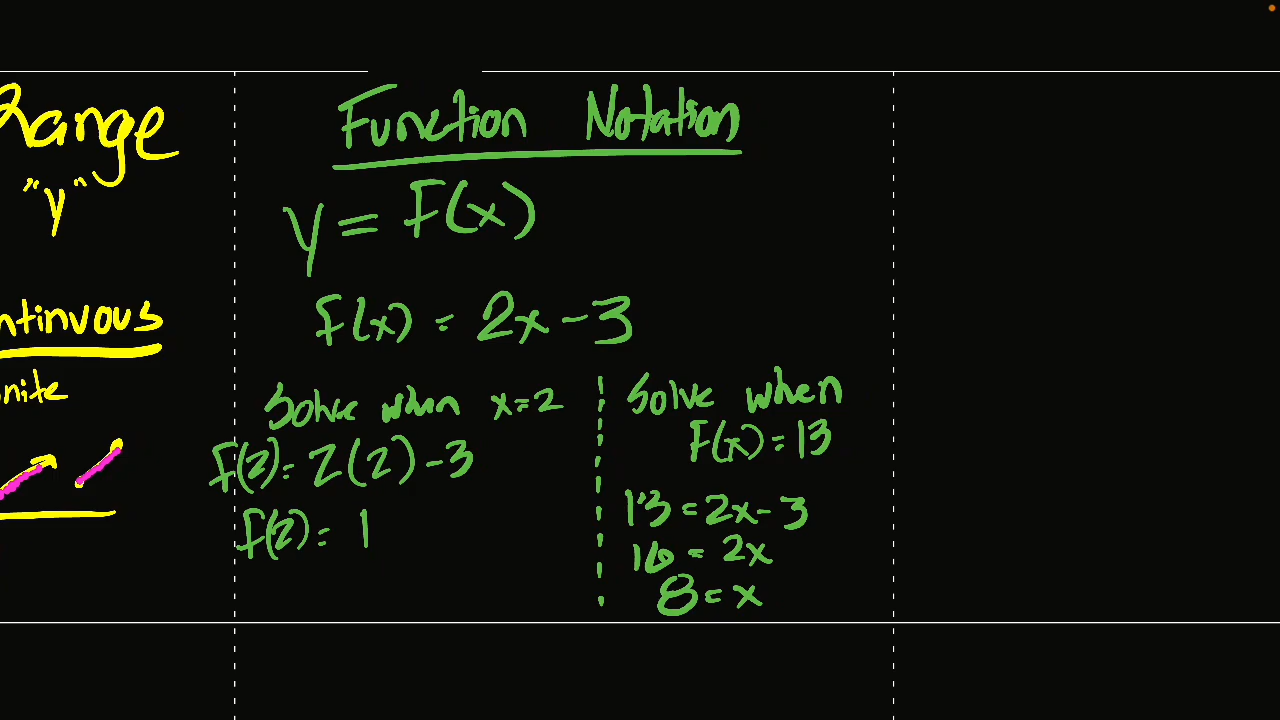 Range
"y"
ntinuous
nite
Function Notation
y = F(x)
f(x) = 2x - 3
Solve when x=2
f(2) = 2(2) - 3
f(2) = 1
Solve when
F(x) = 13
13 = 2x - 3
16 = 2x
8 = x